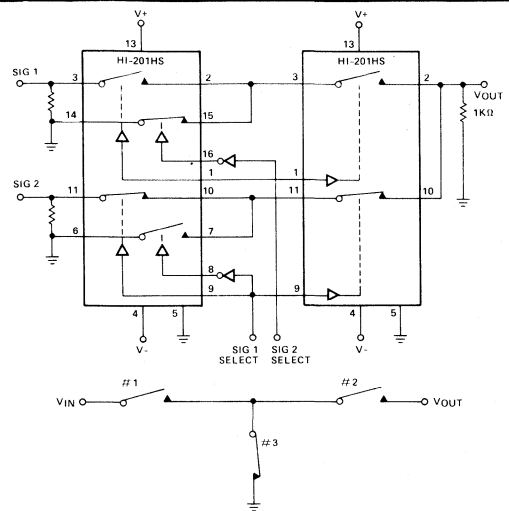 V+ V+
13 13
HI-201HS HI-201HS
SIG 1 3 2 3 2 VOUT
14 15 1KΩ
16
1 1
SIG 2 11 10 11 10
6 7
8
9 9
4 5 4 5
V- V-
SIG 1 SELECT SIG 2 SELECT
#1 #2
VIN VOUT
#3